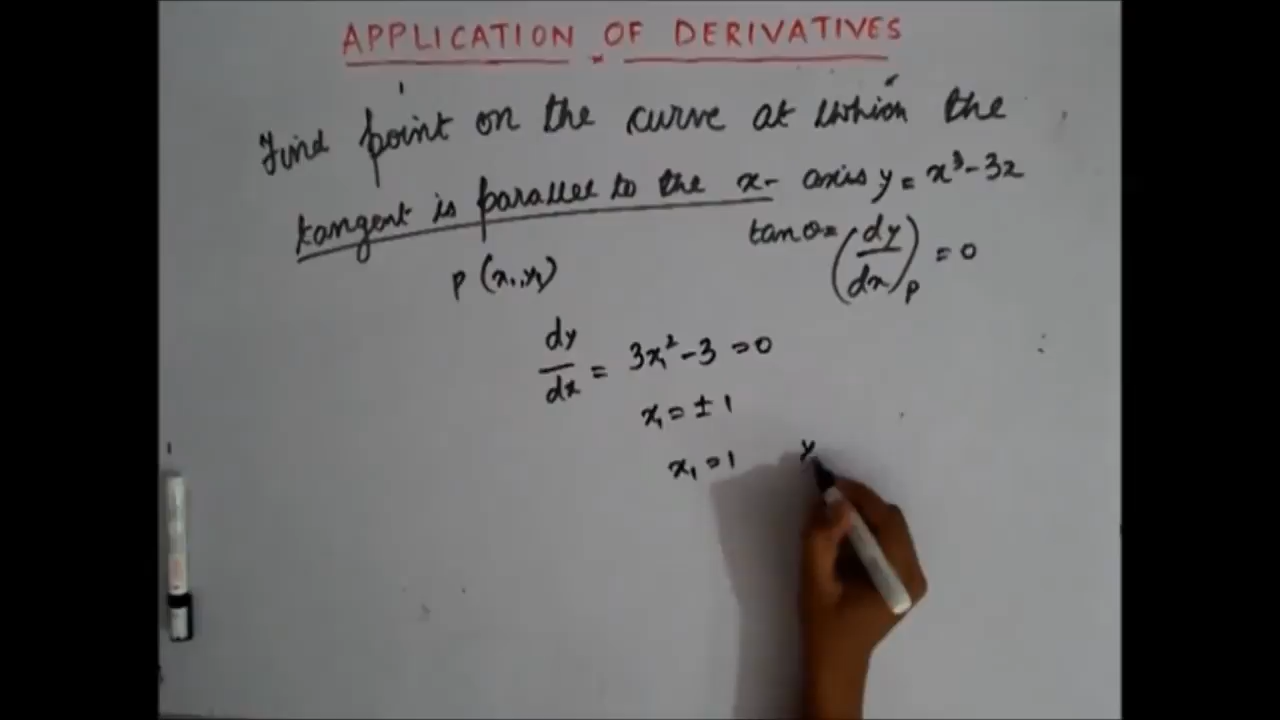 APPLICATION OF DERIVATIVES
Find point on the curve at which the
tangent is parallel to the x- axis y = x³-3x
tanθ = (dy/dx)p = 0
P (x₁,y₁)
dy/dx = 3x₁²-3 = 0
x₁ = ±1
x₁ = 1 y